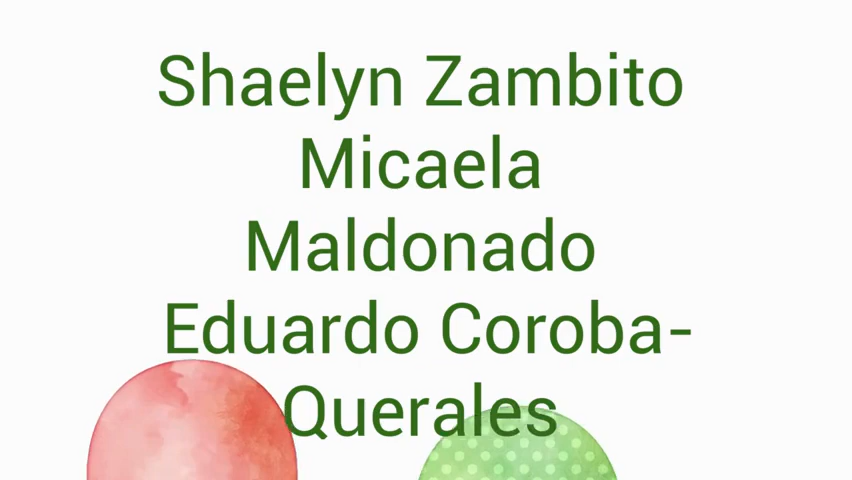 Shaelyn Zambito
Micaela
Maldonado
Eduardo Coroba-
Querales